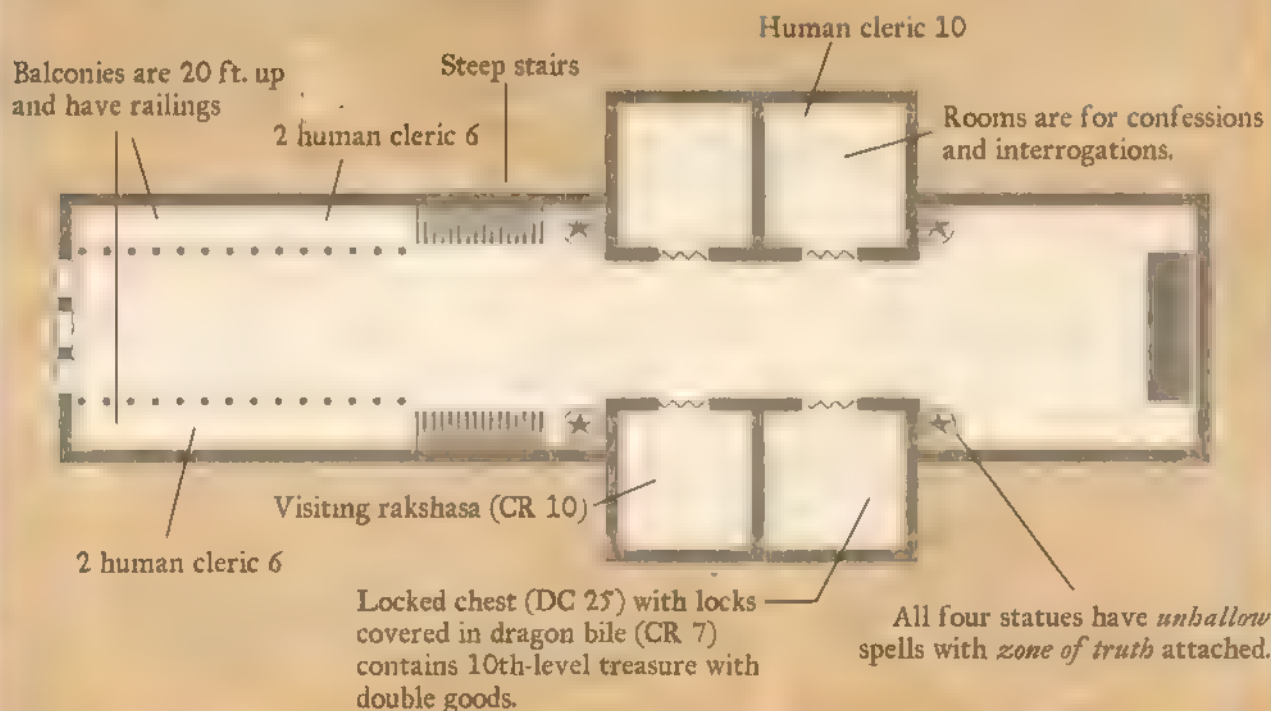 Human cleric 10
Balconies are 20 ft. up
and have railings
Steep stairs
2 human cleric 6
Rooms are for confessions
and interrogations.
Visiting rakshasa (CR 10)
2 human cleric 6
Locked chest (DC 25) with locks
covered in dragon bile (CR 7)
contains 10th-level treasure with
double goods.
All four statues have unhallow
spells with zone of truth attached.